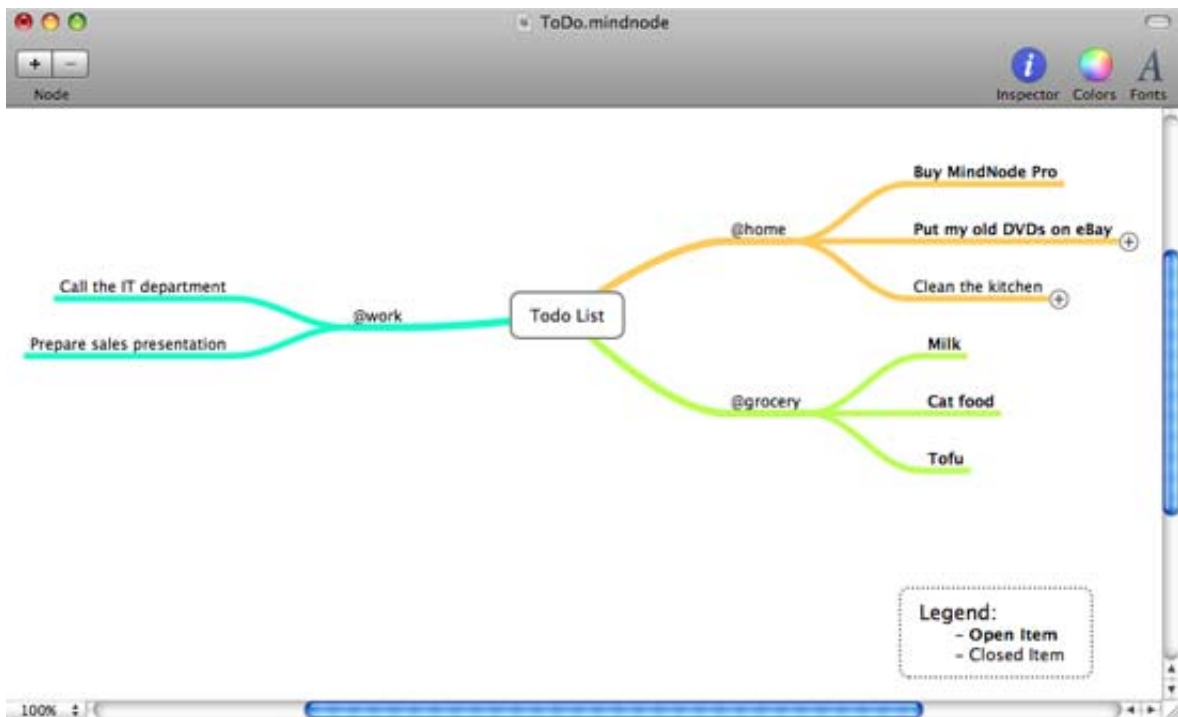 ToDo.mindnode
+ -
Node
i
A
Inspector Colors Fonts
Buy MindNode Pro
@home
Put my old DVDs on eBay
Clean the kitchen
Call the IT department
@work
Prepare sales presentation
Todo List
Milk
@grocery
Cat food
Tofu
Legend:
- Open Item
- Closed Item
100%